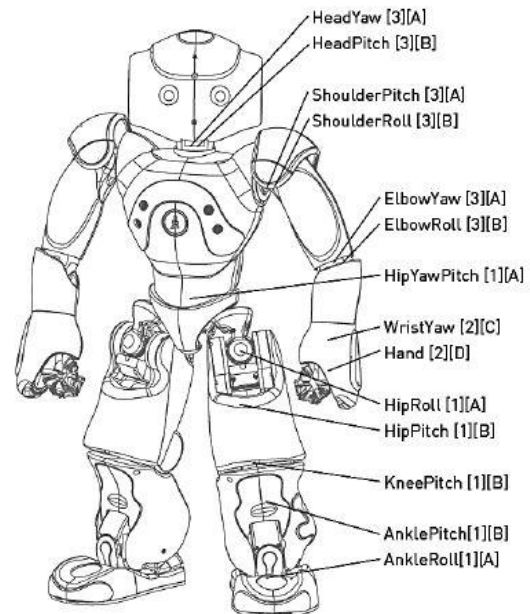 HeadYaw [3][A]
HeadPitch [3][B]
ShoulderPitch [3][A]
ShoulderRoll [3][B]
ElbowYaw [3][A]
ElbowRoll [3][B]
HipYawPitch [1][A]
WristYaw [2][C]
Hand [2][D]
HipRoll [1][A]
HipPitch [1][B]
KneePitch [1][B]
AnklePitch[1][B]
AnkleRoll[1][A]